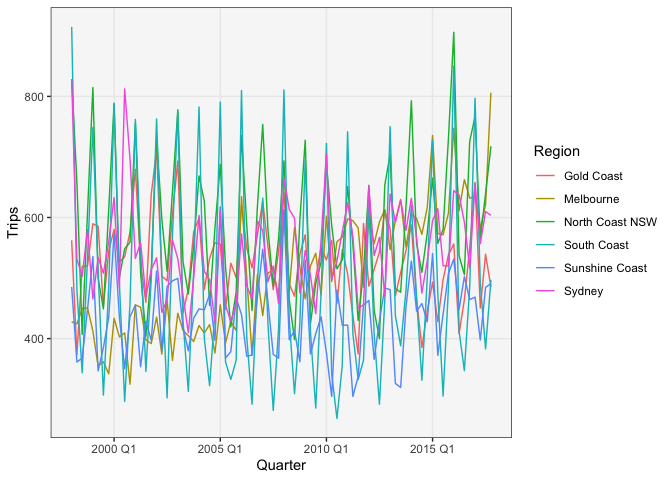 800
600
400
Trips
2000 Q1
2005 Q1
2010 Q1
2015 Q1
Quarter
Region
Gold Coast
Melbourne
North Coast NSW
South Coast
Sunshine Coast
Sydney